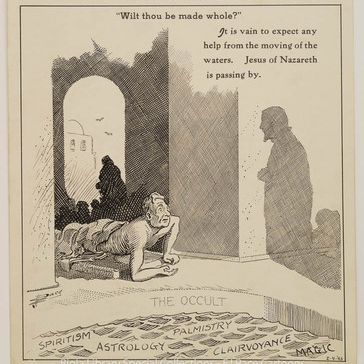 "Wilt thou be made whole?"
It is vain to expect any
help from the moving of the
waters. Jesus of Nazareth
is passing by.
THE OCCULT
SPIRITISM
ASTROLOGY
PALMISTRY
CLAIRVOYANCE
MAGIC